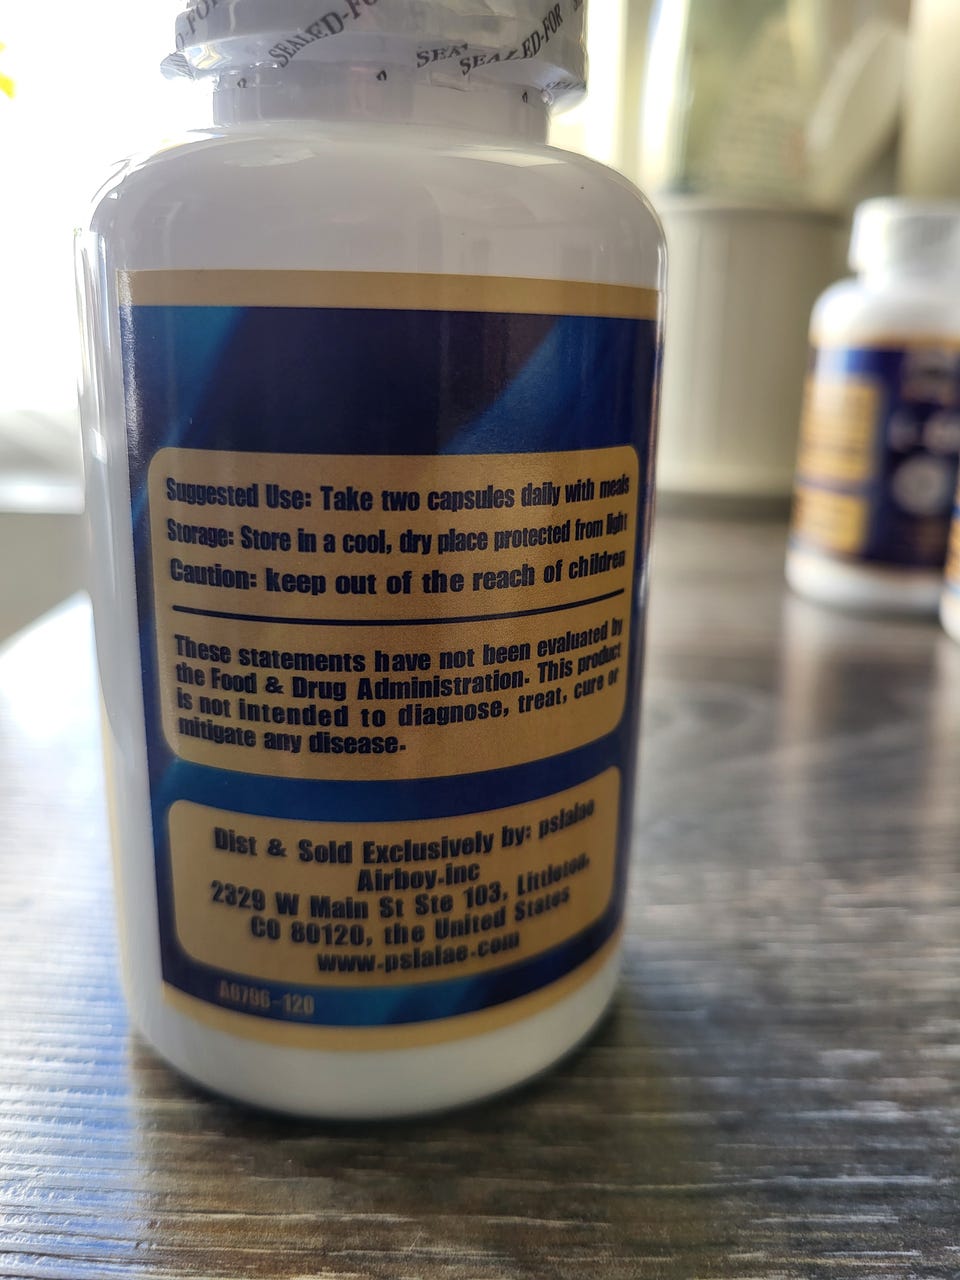 SEALED-FOR
SEALED-FOR
Suggested Use: Take two capsules daily with meals
Storage: Store in a cool, dry place protected from light
Caution: keep out of the reach of children
These statements have not been evaluated by
the Food & Drug Administration. This product
is not intended to diagnose, treat, cure or
mitigate any disease.
Dist & Sold Exclusively by: pslalae
Airboy.inc
2329 W Main St Ste 103, Littleton,
CO 80120, the United States
www.pslalae.com
A0796-120